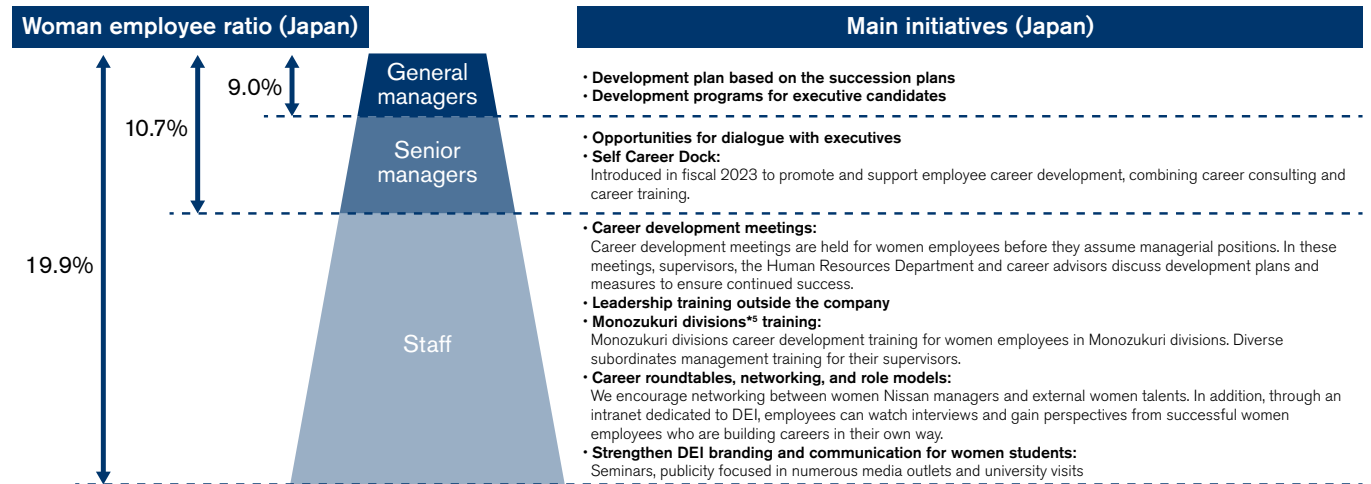 Woman employee ratio (Japan)
Main initiatives (Japan)
9.0%
10.7%
19.9%
General
managers
Senior
managers
Staff
・Development plan based on the succession plans
・Development programs for executive candidates
・Opportunities for dialogue with executives
・Self Career Dock:
Introduced in fiscal 2023 to promote and support employee career development, combining career consulting and
career training.
・Career development meetings:
Career development meetings are held for women employees before they assume managerial positions. In these
meetings, supervisors, the Human Resources Department and career advisors discuss development plans and
measures to ensure continued success.
・Leadership training outside the company
・Monozukuri divisions*5 training:
Monozukuri divisions career development training for women employees in Monozukuri divisions. Diverse
subordinates management training for their supervisors.
・Career roundtables, networking, and role models:
We encourage networking between women Nissan managers and external women talents. In addition, through an
intranet dedicated to DEI, employees can watch interviews and gain perspectives from successful women
employees who are building careers in their own way.
・Strengthen DEI branding and communication for women students:
Seminars, publicity focused in numerous media outlets and university visits